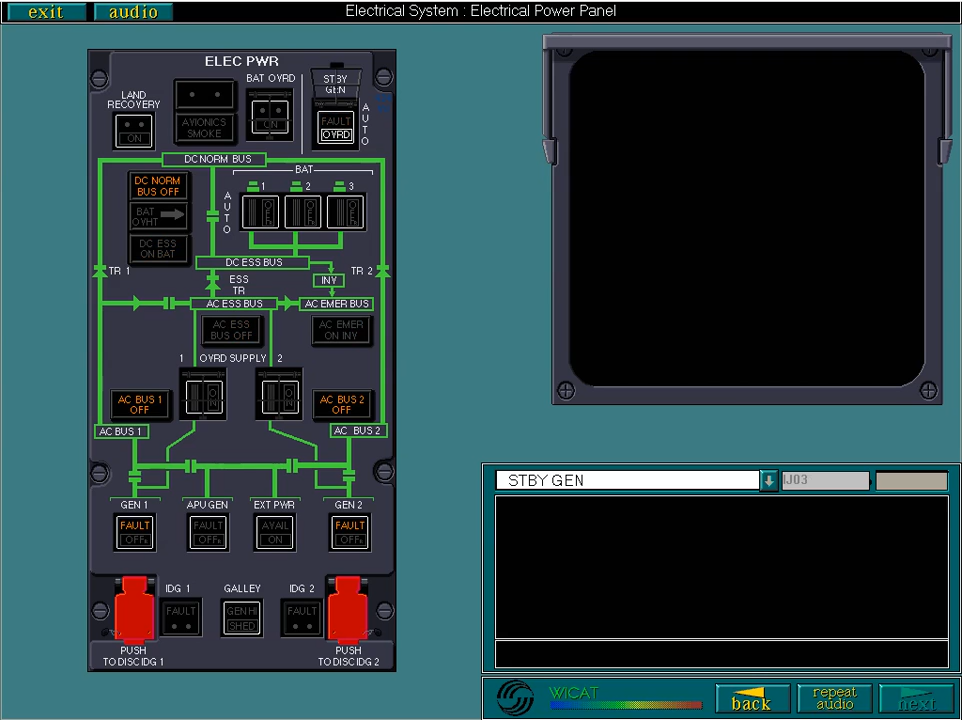 exit
audio
Electrical System : Electrical Power Panel
ELEC PWR
LAND
RECOVERY
ON
AVIONICS
SMOKE
BAT OVRD
ON
STBY
GEN
FAULT
OVRD
A
U
T
O
DC NORM BUS
DC NORM
BUS OFF
BAT
OVHT
DC ESS
ON BAT
A
U
T
O
BAT
1
2
3
OFF
OFF
OFF
DC ESS BUS
TR 1
ESS
TR
INV
TR 2
AC ESS BUS
AC EMER BUS
AC ESS
BUS OFF
AC EMER
ON INV
1 OVRD SUPPLY 2
ON
ON
AC BUS 1
OFF
AC BUS 2
OFF
AC BUS 1
AC BUS 2
GEN 1
APU GEN
EXT PWR
GEN 2
FAULT
OFF R
FAULT
OFF R
AVAIL
ON
FAULT
OFF R
IDG 1
GALLEY
IDG 2
FAULT
GEN HI
SHED
FAULT
PUSH
TO DISC IDG 1
PUSH
TO DISC IDG 2
STBY GEN
IJ03
WICAT
back
repeat
audio
next